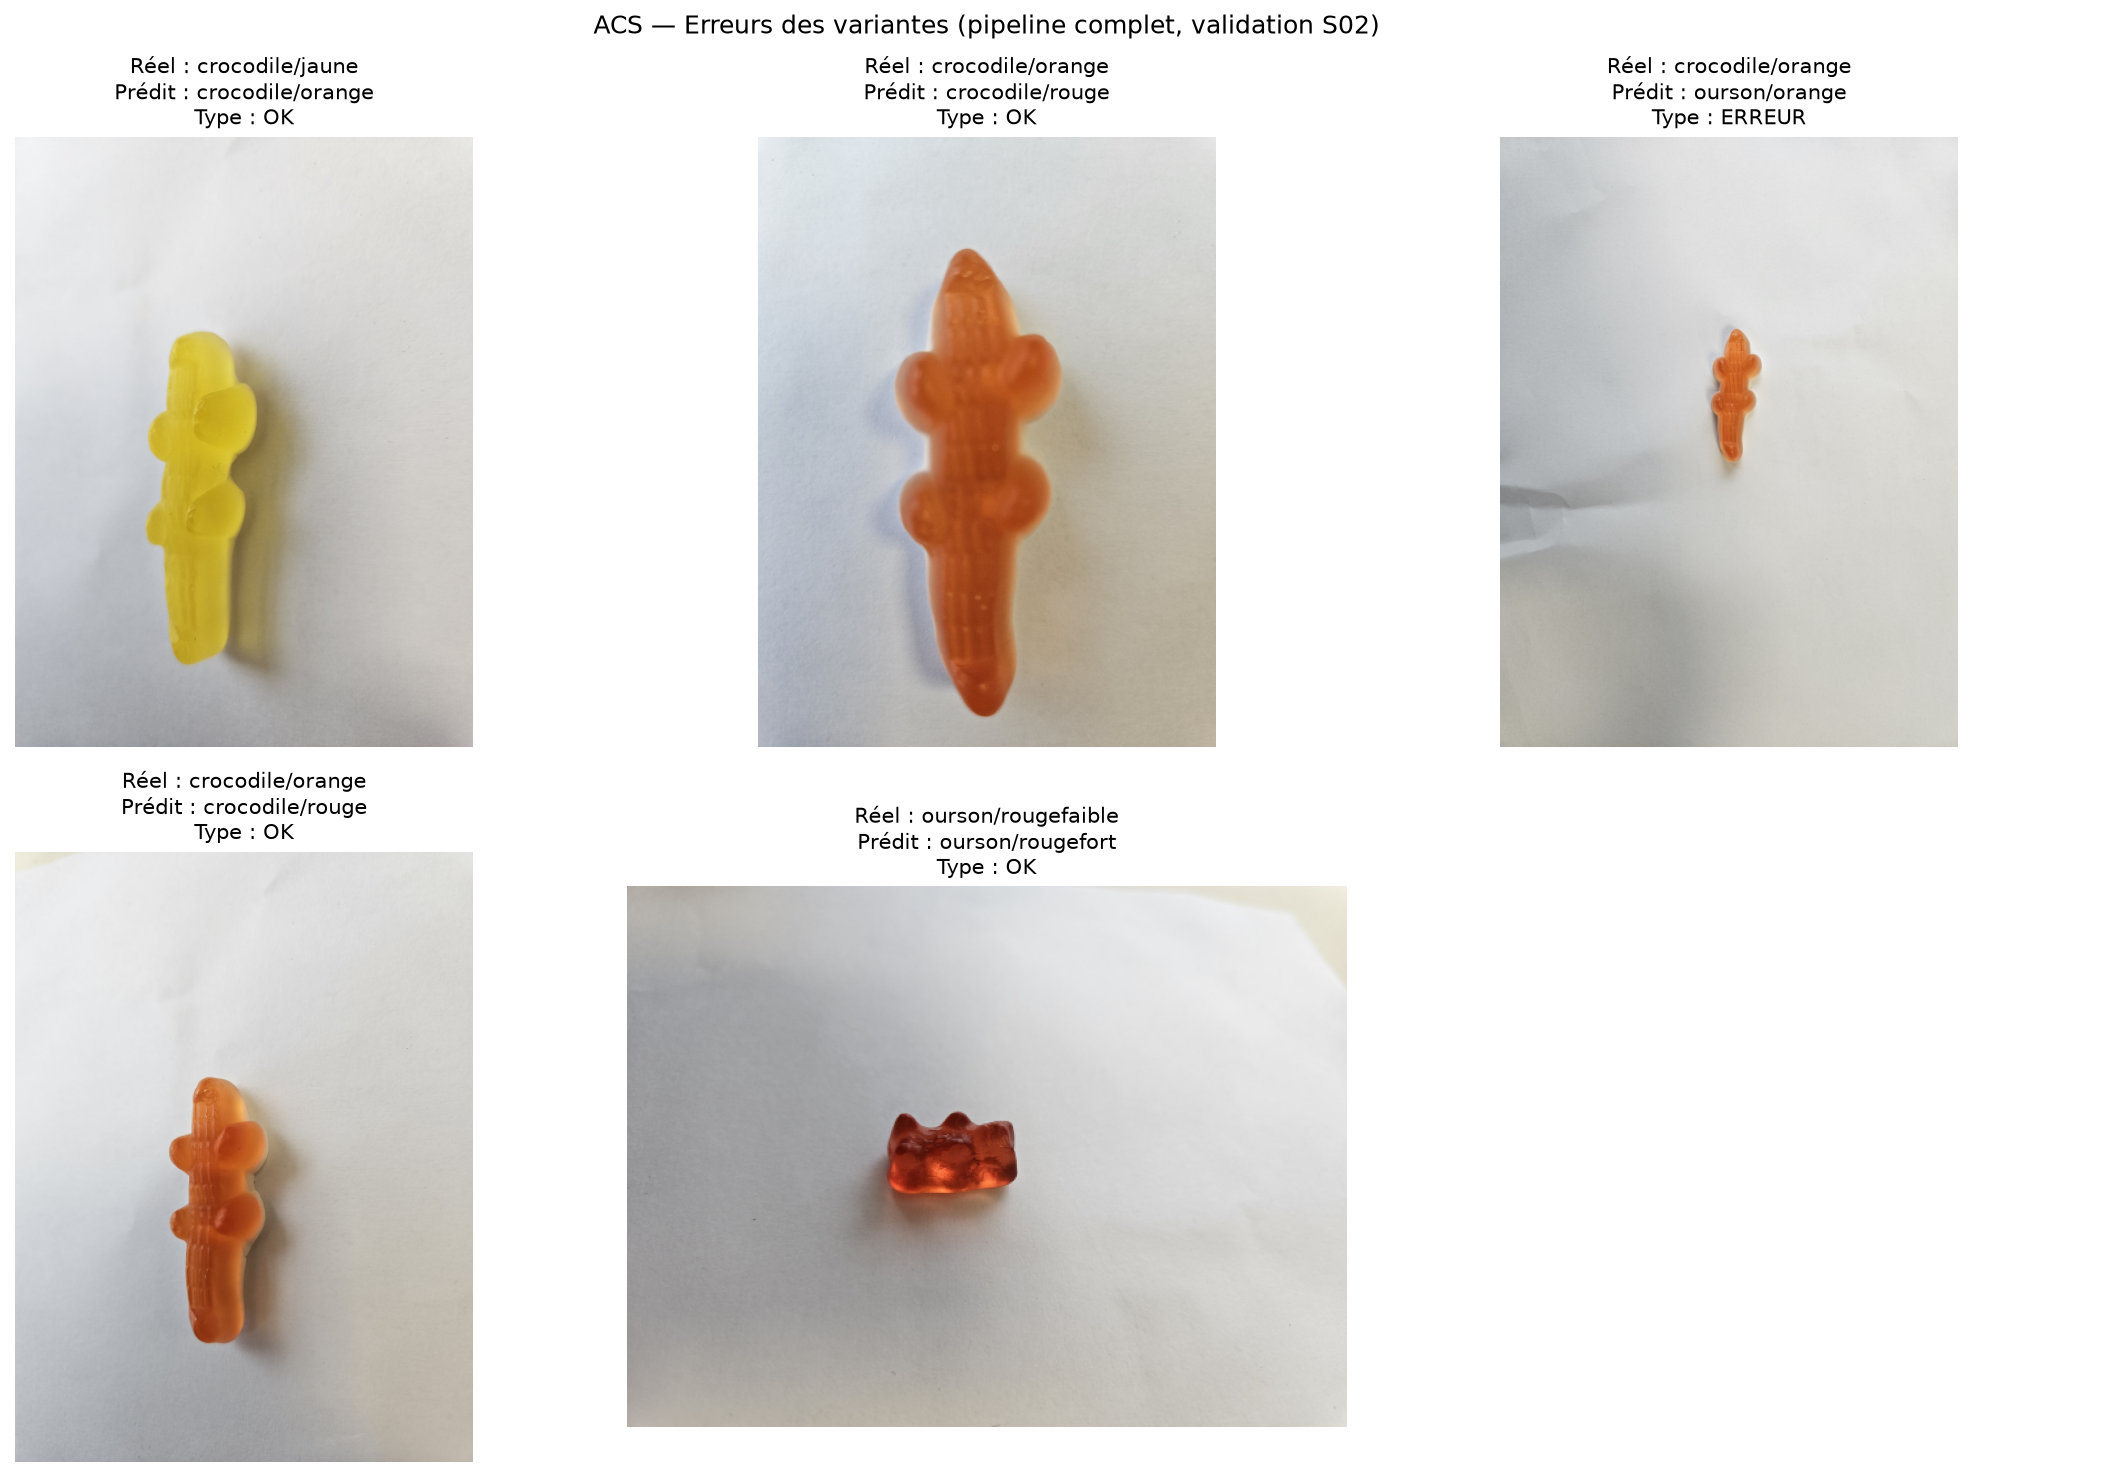 ACS — Erreurs des variantes (pipeline complet, validation S02)
Réel : crocodile/jaune
Prédit : crocodile/orange
Type : OK
Réel : crocodile/orange
Prédit : crocodile/rouge
Type : OK
Réel : crocodile/orange
Prédit : ourson/orange
Type : ERREUR
Réel : crocodile/orange
Prédit : crocodile/rouge
Type : OK
Réel : ourson/rougefaible
Prédit : ourson/rougefort
Type : OK